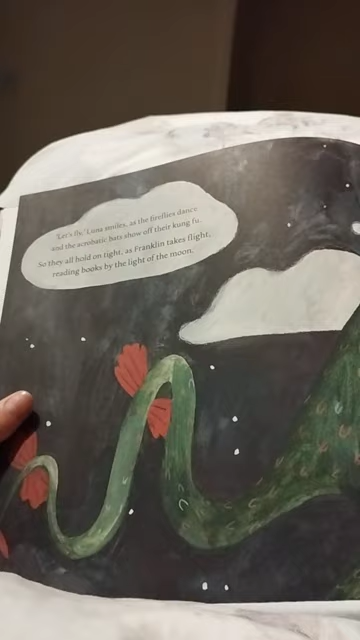 'Let's fly,' Luna smiles, as the fireflies dance
and the acrobatic bats show off their kung fu.
So they all hold on tight, as Franklin takes flight,
reading books by the light of the moon.